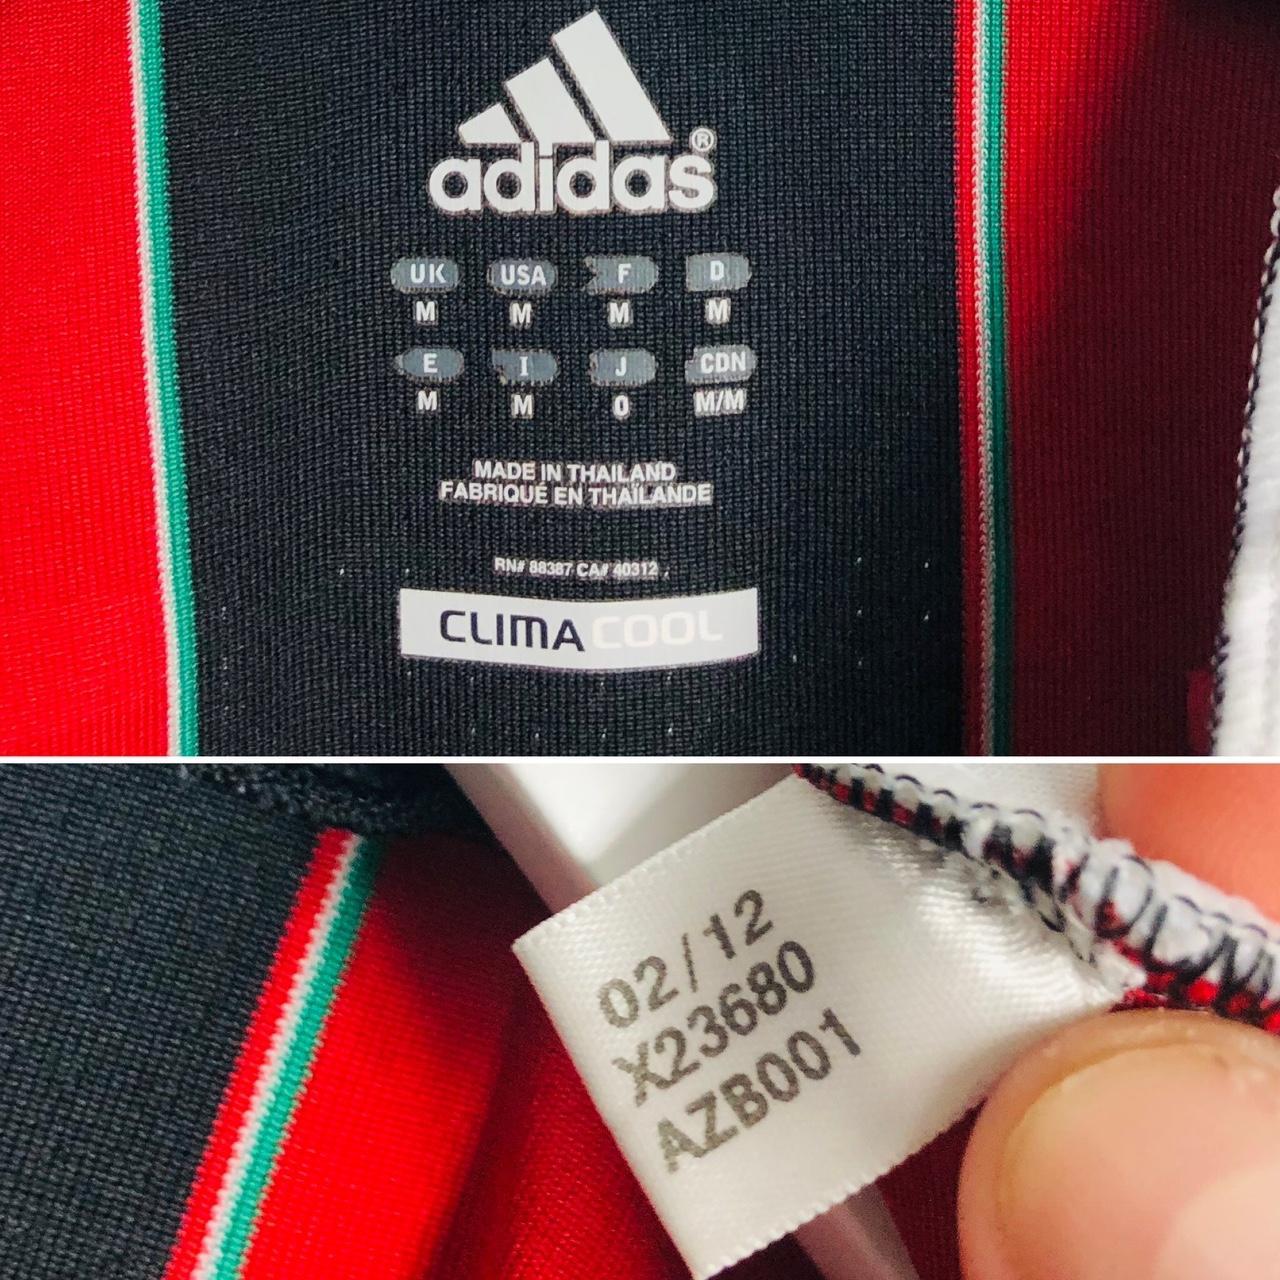 adidas®
UK USA F D
M M M M
E I J CDN
M M O M/M
MADE IN THAILAND
FABRIQUÉ EN THAÏLANDE
RN# 88387 CA# 40312
CLIMACOOL
02/12
X23680
AZB001